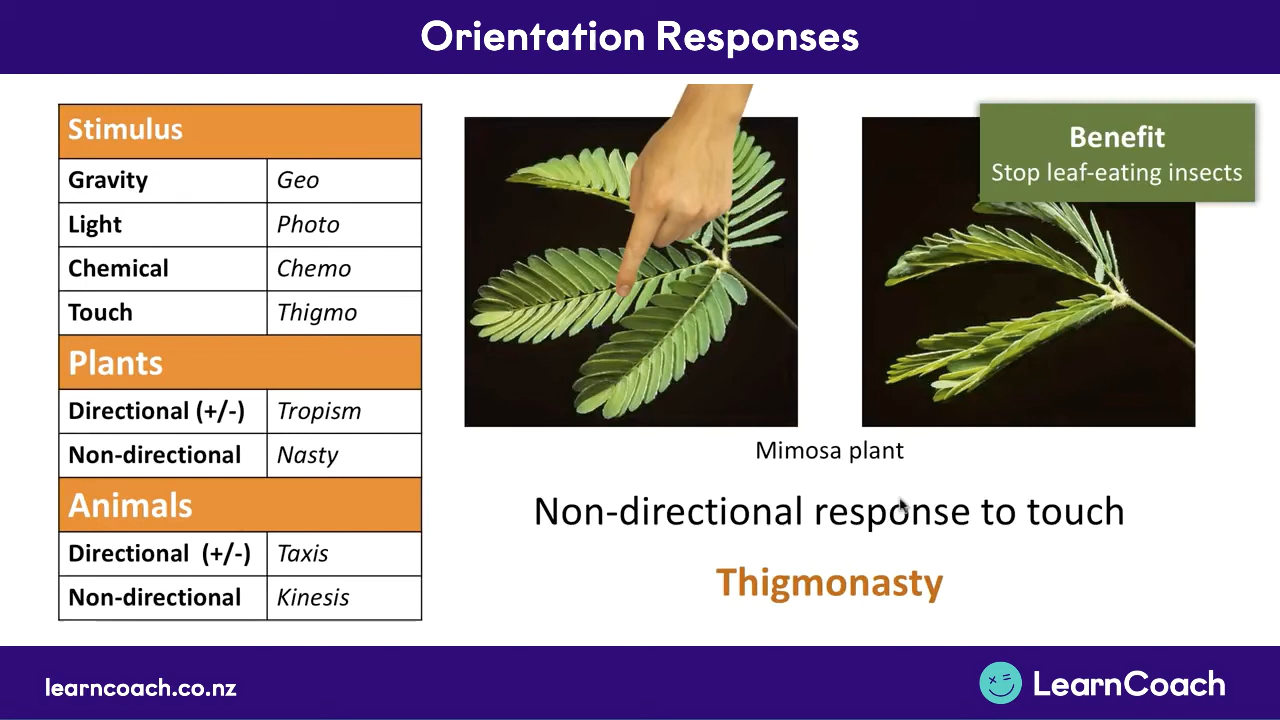 Orientation Responses
Stimulus
Gravity Geo
Light Photo
Chemical Chemo
Touch Thigmo
Plants
Directional (+/-) Tropism
Non-directional Nasty
Animals
Directional (+/-) Taxis
Non-directional Kinesis
Benefit
Stop leaf-eating insects
Mimosa plant
Non-directional response to touch
Thigmonasty
learncoach.co.nz
LearnCoach